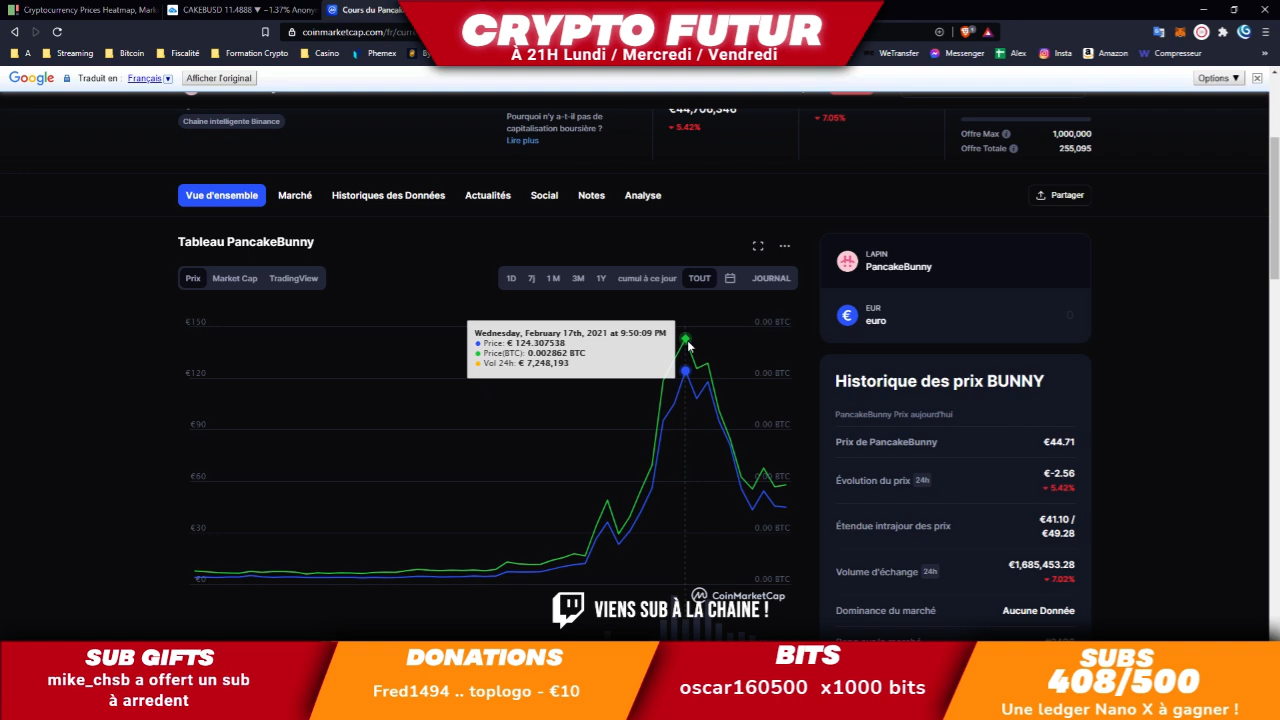 Cryptocurrency Prices Heatmap, Mark
CAKEBUSD 11.4888 ▼ −1.37% Anony
Cours du Pancak
coinmarketcap.com/fr/curr
A
Streaming
Bitcoin
Fiscalité
Formation Crypto
Casino
Phemex
WeTransfer
Messenger
Alex
Insta
Amazon
Compresseur
CRYPTO FUTUR
À 21H Lundi / Mercredi / Vendredi
Google
Traduit en :
Français
Afficher l'original
Options ▼
Chaîne intelligente Binance
Pourquoi n'y a-t-il pas de
capitalisation boursière ?
Lire plus
€44,706,346
5.42%
7.05%
Offre Max
1,000,000
Offre Totale
255,095
Vue d'ensemble
Marché
Historiques des Données
Actualités
Social
Notes
Analyse
Partager
Tableau PancakeBunny
Prix
Market Cap
TradingView
1D
7j
1 M
3M
1Y
cumul à ce jour
TOUT
JOURNAL
€150
€120
€90
€60
€30
€0
0.00 BTC
0.00 BTC
0.00 BTC
0.00 BTC
0.00 BTC
0.00 BTC
Wednesday, February 17th, 2021 at 9:50:09 PM
Price: € 124.307538
Price(BTC): 0.002862 BTC
Vol 24h: € 7,248,193
CoinMarketCap
LAPIN
PancakeBunny
EUR
euro
0
Historique des prix BUNNY
PancakeBunny Prix aujourd'hui
Prix de PancakeBunny
€44.71
Évolution du prix 24h
€-2.56
5.42%
Étendue intrajour des prix
€41.10 /
€49.28
Volume d'échange 24h
€1,685,453.28
7.02%
Dominance du marché
Aucune Donnée
VIENS SUB À LA CHAINE !
SUB GIFTS
mike_chsb a offert un sub
à arredent
DONATIONS
Fred1494 .. toplogo - €10
BITS
oscar160500 x1000 bits
SUBS
408/500
Une ledger Nano X à gagner !